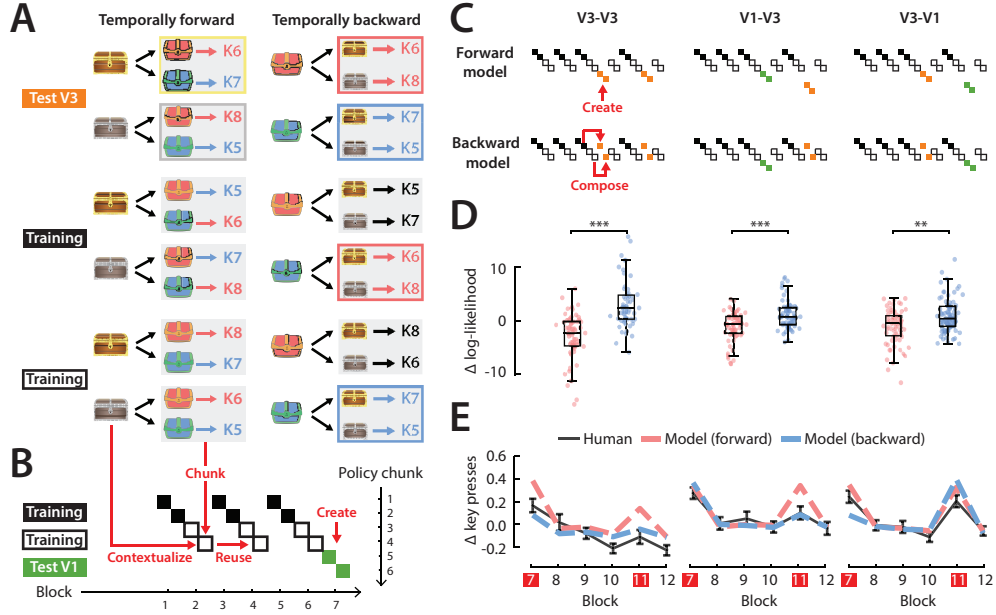 A
Temporally forward
Temporally backward
Test V3
K6
K7
K8
K5
K6
K8
K7
K5
Training
K5
K6
K7
K8
K5
K7
K6
K8
Training
K8
K7
K6
K5
K8
K6
K7
K5
B
Chunk
Policy chunk
Training
Training
Test V1
Contextualize
Reuse
Create
1
2
3
4
5
6
Block
1 2 3 4 5 6 7
C
V3-V3 V1-V3 V3-V1
Forward
model
Create
Backward
model
Compose
D
*** *** **
Δ log-likelihood
10
0
-10
E
Human Model (forward) Model (backward)
Δ key presses
0.6
0.4
0.2
0.0
-0.2
7 8 9 10 11 12 7 8 9 10 11 12 7 8 9 10 11 12
Block Block Block